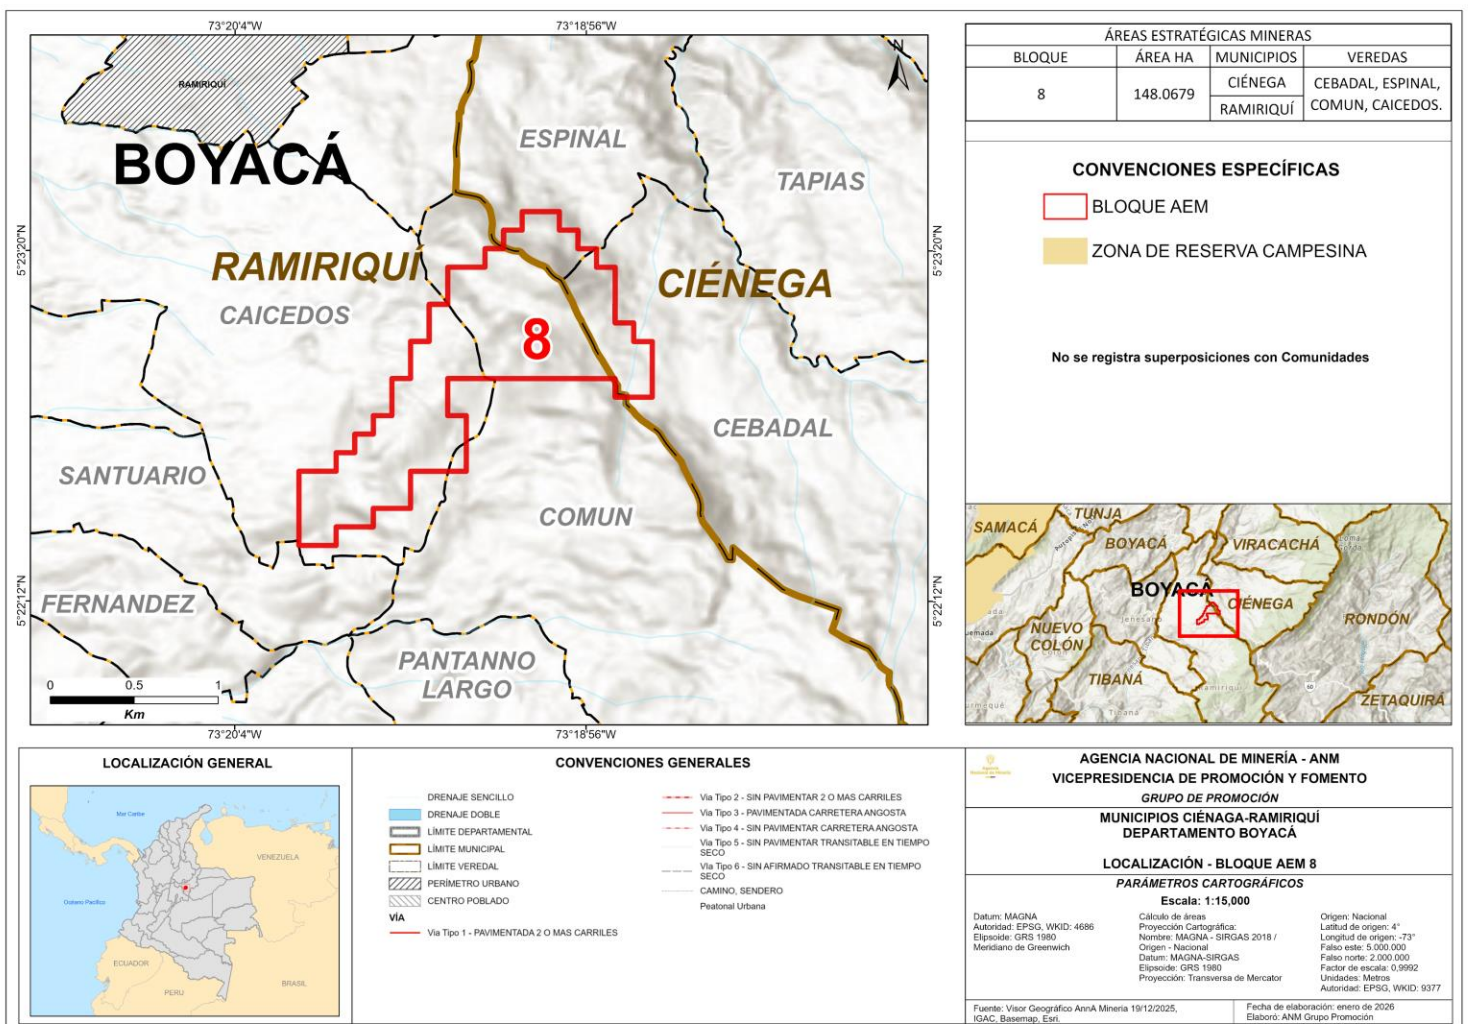 73°20'4"W
73°18'56"W
N
RAMIRIQUÍ
BOYACÁ
ESPINAL
TAPIAS
5°23'20"N
5°23'20"N
RAMIRIQUÍ
CIÉNEGA
CAICEDOS
8
CEBADAL
SANTUARIO
COMUN
FERNANDEZ
5°22'12"N
5°22'12"N
PANTANNO
LARGO
0 0.5 1
Km
73°20'4"W
73°18'56"W
ÁREAS ESTRATÉGICAS MINERAS
BLOQUE ÁREA HA MUNICIPIOS VEREDAS
8 148.0679 CIÉNEGA CEBADAL, ESPINAL,
RAMIRIQUÍ COMUN, CAICEDOS.
CONVENCIONES ESPECÍFICAS
BLOQUE AEM
ZONA DE RESERVA CAMPESINA
No se registra superposiciones con Comunidades
SAMACÁ
TUNJA
BOYACÁ
VIRACACHÁ
BOYACÁ
CIÉNEGA
Jenesano
RONDÓN
NUEVO
COLÓN
TIBANÁ
Ramiriquí
60
ZETAQUIRÁ
Tibaná
LOCALIZACIÓN GENERAL
Mar Caribe
VENEZUELA
Océano Pacífico
ECUADOR
PERU
BRASIL
CONVENCIONES GENERALES
DRENAJE SENCILLO
DRENAJE DOBLE
LÍMITE DEPARTAMENTAL
LÍMITE MUNICIPAL
LÍMITE VEREDAL
PERÍMETRO URBANO
CENTRO POBLADO
VÍA
Via Tipo 1 - PAVIMENTADA 2 O MAS CARRILES
Via Tipo 2 - SIN PAVIMENTAR 2 O MAS CARRILES
Via Tipo 3 - PAVIMENTADA CARRETERA ANGOSTA
Via Tipo 4 - SIN PAVIMENTAR CARRETERA ANGOSTA
Via Tipo 5 - SIN PAVIMENTAR TRANSITABLE EN TIEMPO
SECO
Via Tipo 6 - SIN AFIRMADO TRANSITABLE EN TIEMPO
SECO
CAMINO, SENDERO
Peatonal Urbana
AGENCIA NACIONAL DE MINERÍA - ANM
VICEPRESIDENCIA DE PROMOCIÓN Y FOMENTO
GRUPO DE PROMOCIÓN
MUNICIPIOS CIÉNAGA-RAMIRIQUÍ
DEPARTAMENTO BOYACÁ
LOCALIZACIÓN - BLOQUE AEM 8
PARÁMETROS CARTOGRÁFICOS
Escala: 1:15,000
Datum: MAGNA
Autoridad: EPSG, WKID: 4686
Elipsoide: GRS 1980
Meridiano de Greenwich
Cálculo de áreas
Proyección Cartográfica:
Nombre: MAGNA - SIRGAS 2018 /
Origen - Nacional
Datum: MAGNA-SIRGAS
Elipsoide: GRS 1980
Proyección: Transversa de Mercator
Origen: Nacional
Latitud de origen: 4°
Longitud de origen: -73°
Falso este: 5.000.000
Falso norte: 2.000.000
Factor de escala: 0,9992
Unidades: Metros
Autoridad: EPSG, WKID: 9377
Fuente: Visor Geográfico AnnA Mineria 19/12/2025,
IGAC, Basemap, Esri.
Fecha de elaboración: enero de 2026
Elaboró: ANM Grupo Promoción